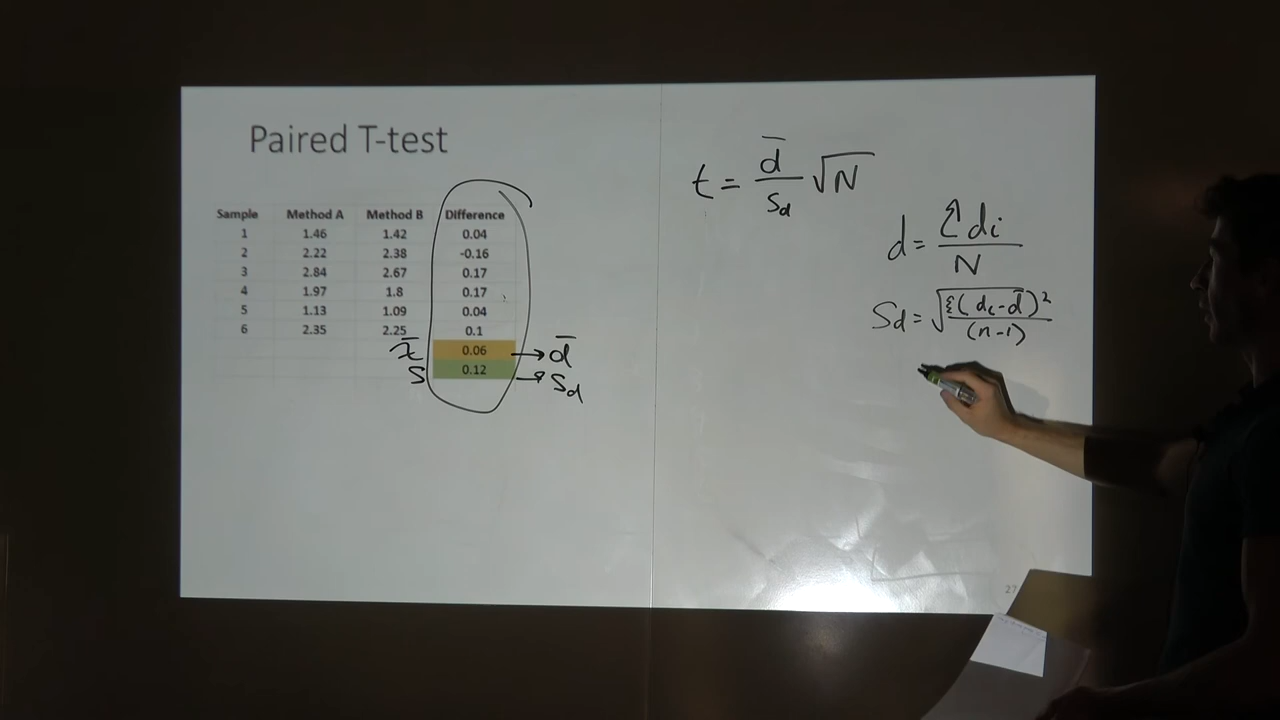 Paired T-test
Sample Method A Method B Difference
1 1.46 1.42 0.04
2 2.22 2.38 -0.16
3 2.84 2.67 0.17
4 1.97 1.8 0.17
5 1.13 1.09 0.04
6 2.35 2.25 0.1
x̄ 0.06 → d̄
S 0.12 → Sd
t = d̄/Sd √N
d = Σdi/N
Sd = √(Σ(di-d̄)²/(n-1))
27